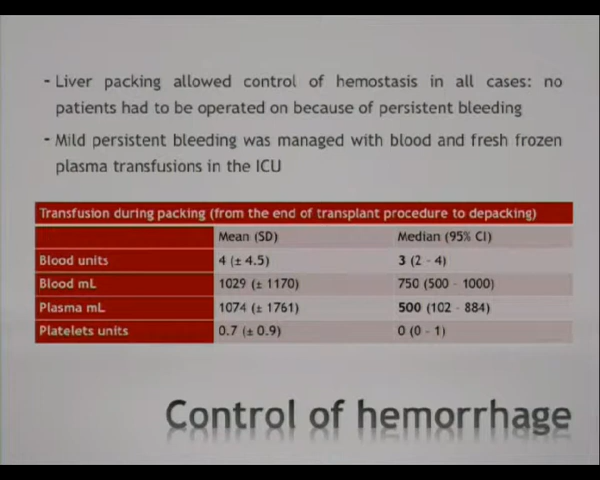 - Liver packing allowed control of hemostasis in all cases: no
patients had to be operated on because of persistent bleeding
- Mild persistent bleeding was managed with blood and fresh frozen
plasma transfusions in the ICU
Transfusion during packing (from the end of transplant procedure to depacking)
Mean (SD) Median (95% CI)
Blood units 4 (± 4.5) 3 (2 - 4)
Blood mL 1029 (± 1170) 750 (500 - 1000)
Plasma mL 1074 (± 1761) 500 (102 - 884)
Platelets units 0.7 (± 0.9) 0 (0 - 1)
Control of hemorrhage